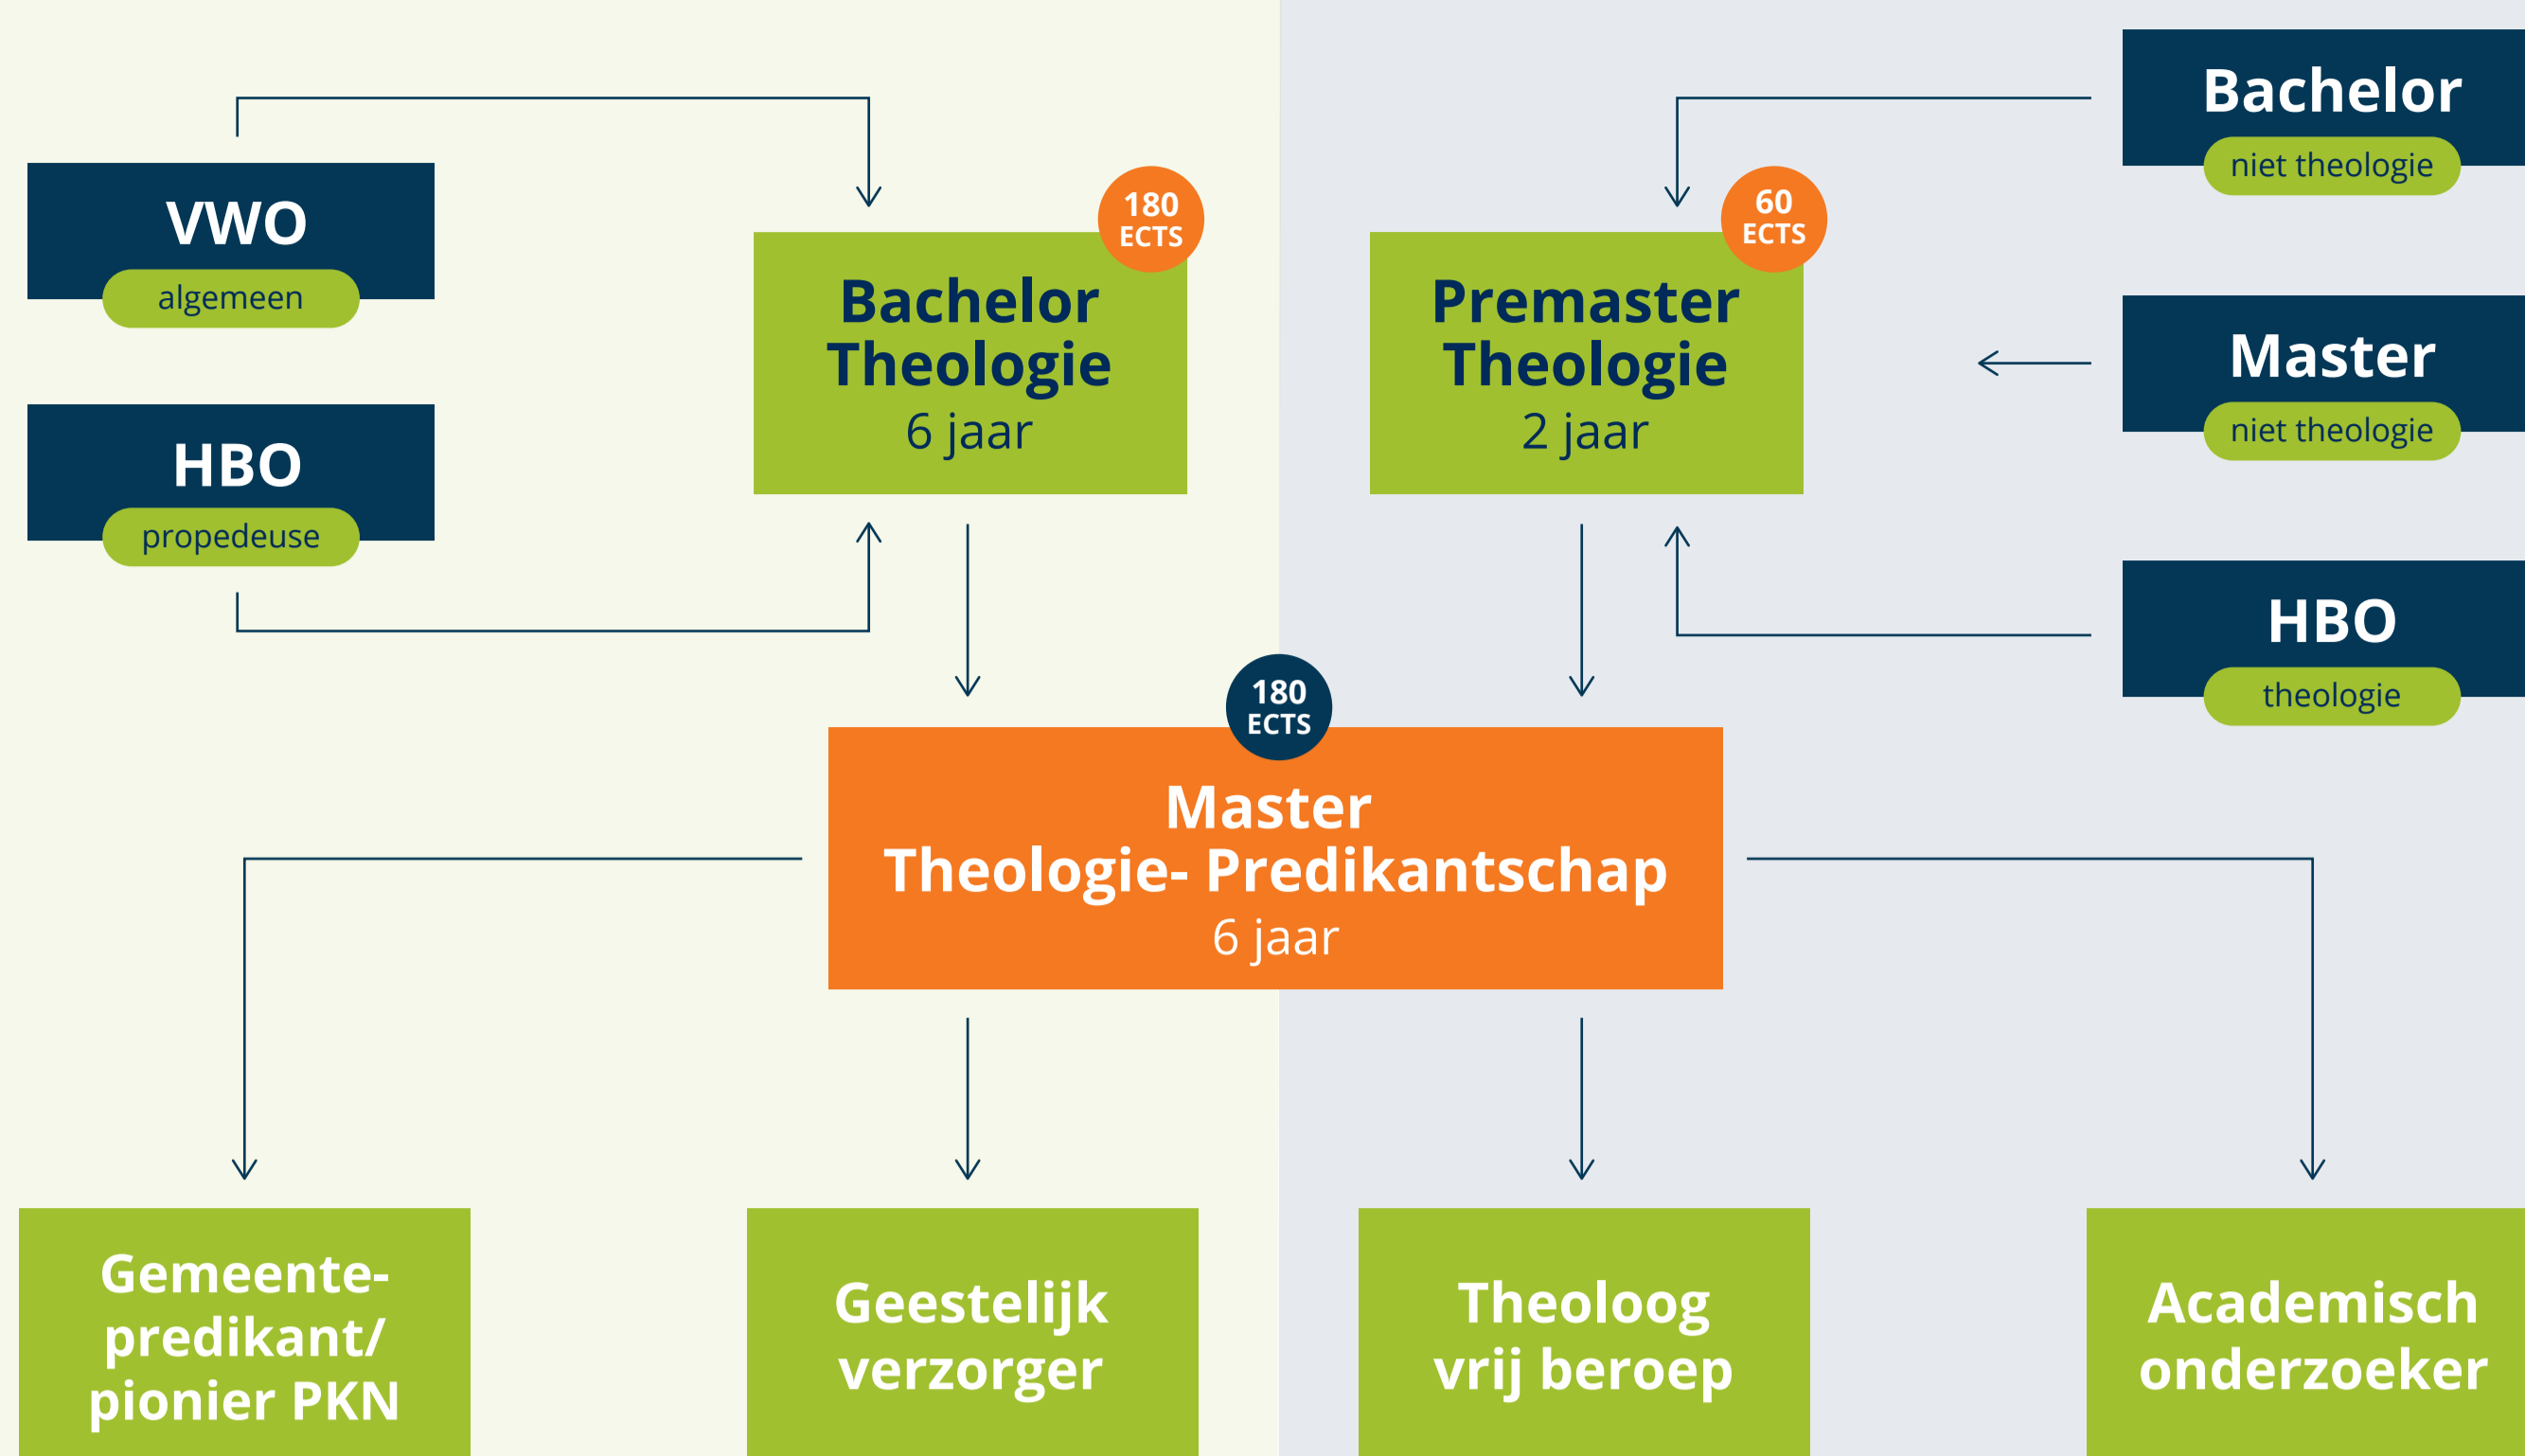 VWO
algemeen
HBO
propedeuse
180
ECTS
Bachelor
Theologie
6 jaar
60
ECTS
Premaster
Theologie
2 jaar
Bachelor
niet theologie
Master
niet theologie
HBO
theologie
180
ECTS
Master
Theologie- Predikantschap
6 jaar
Gemeente-
predikant/
pionier PKN
Geestelijk
verzorger
Theoloog
vrij beroep
Academisch
onderzoeker